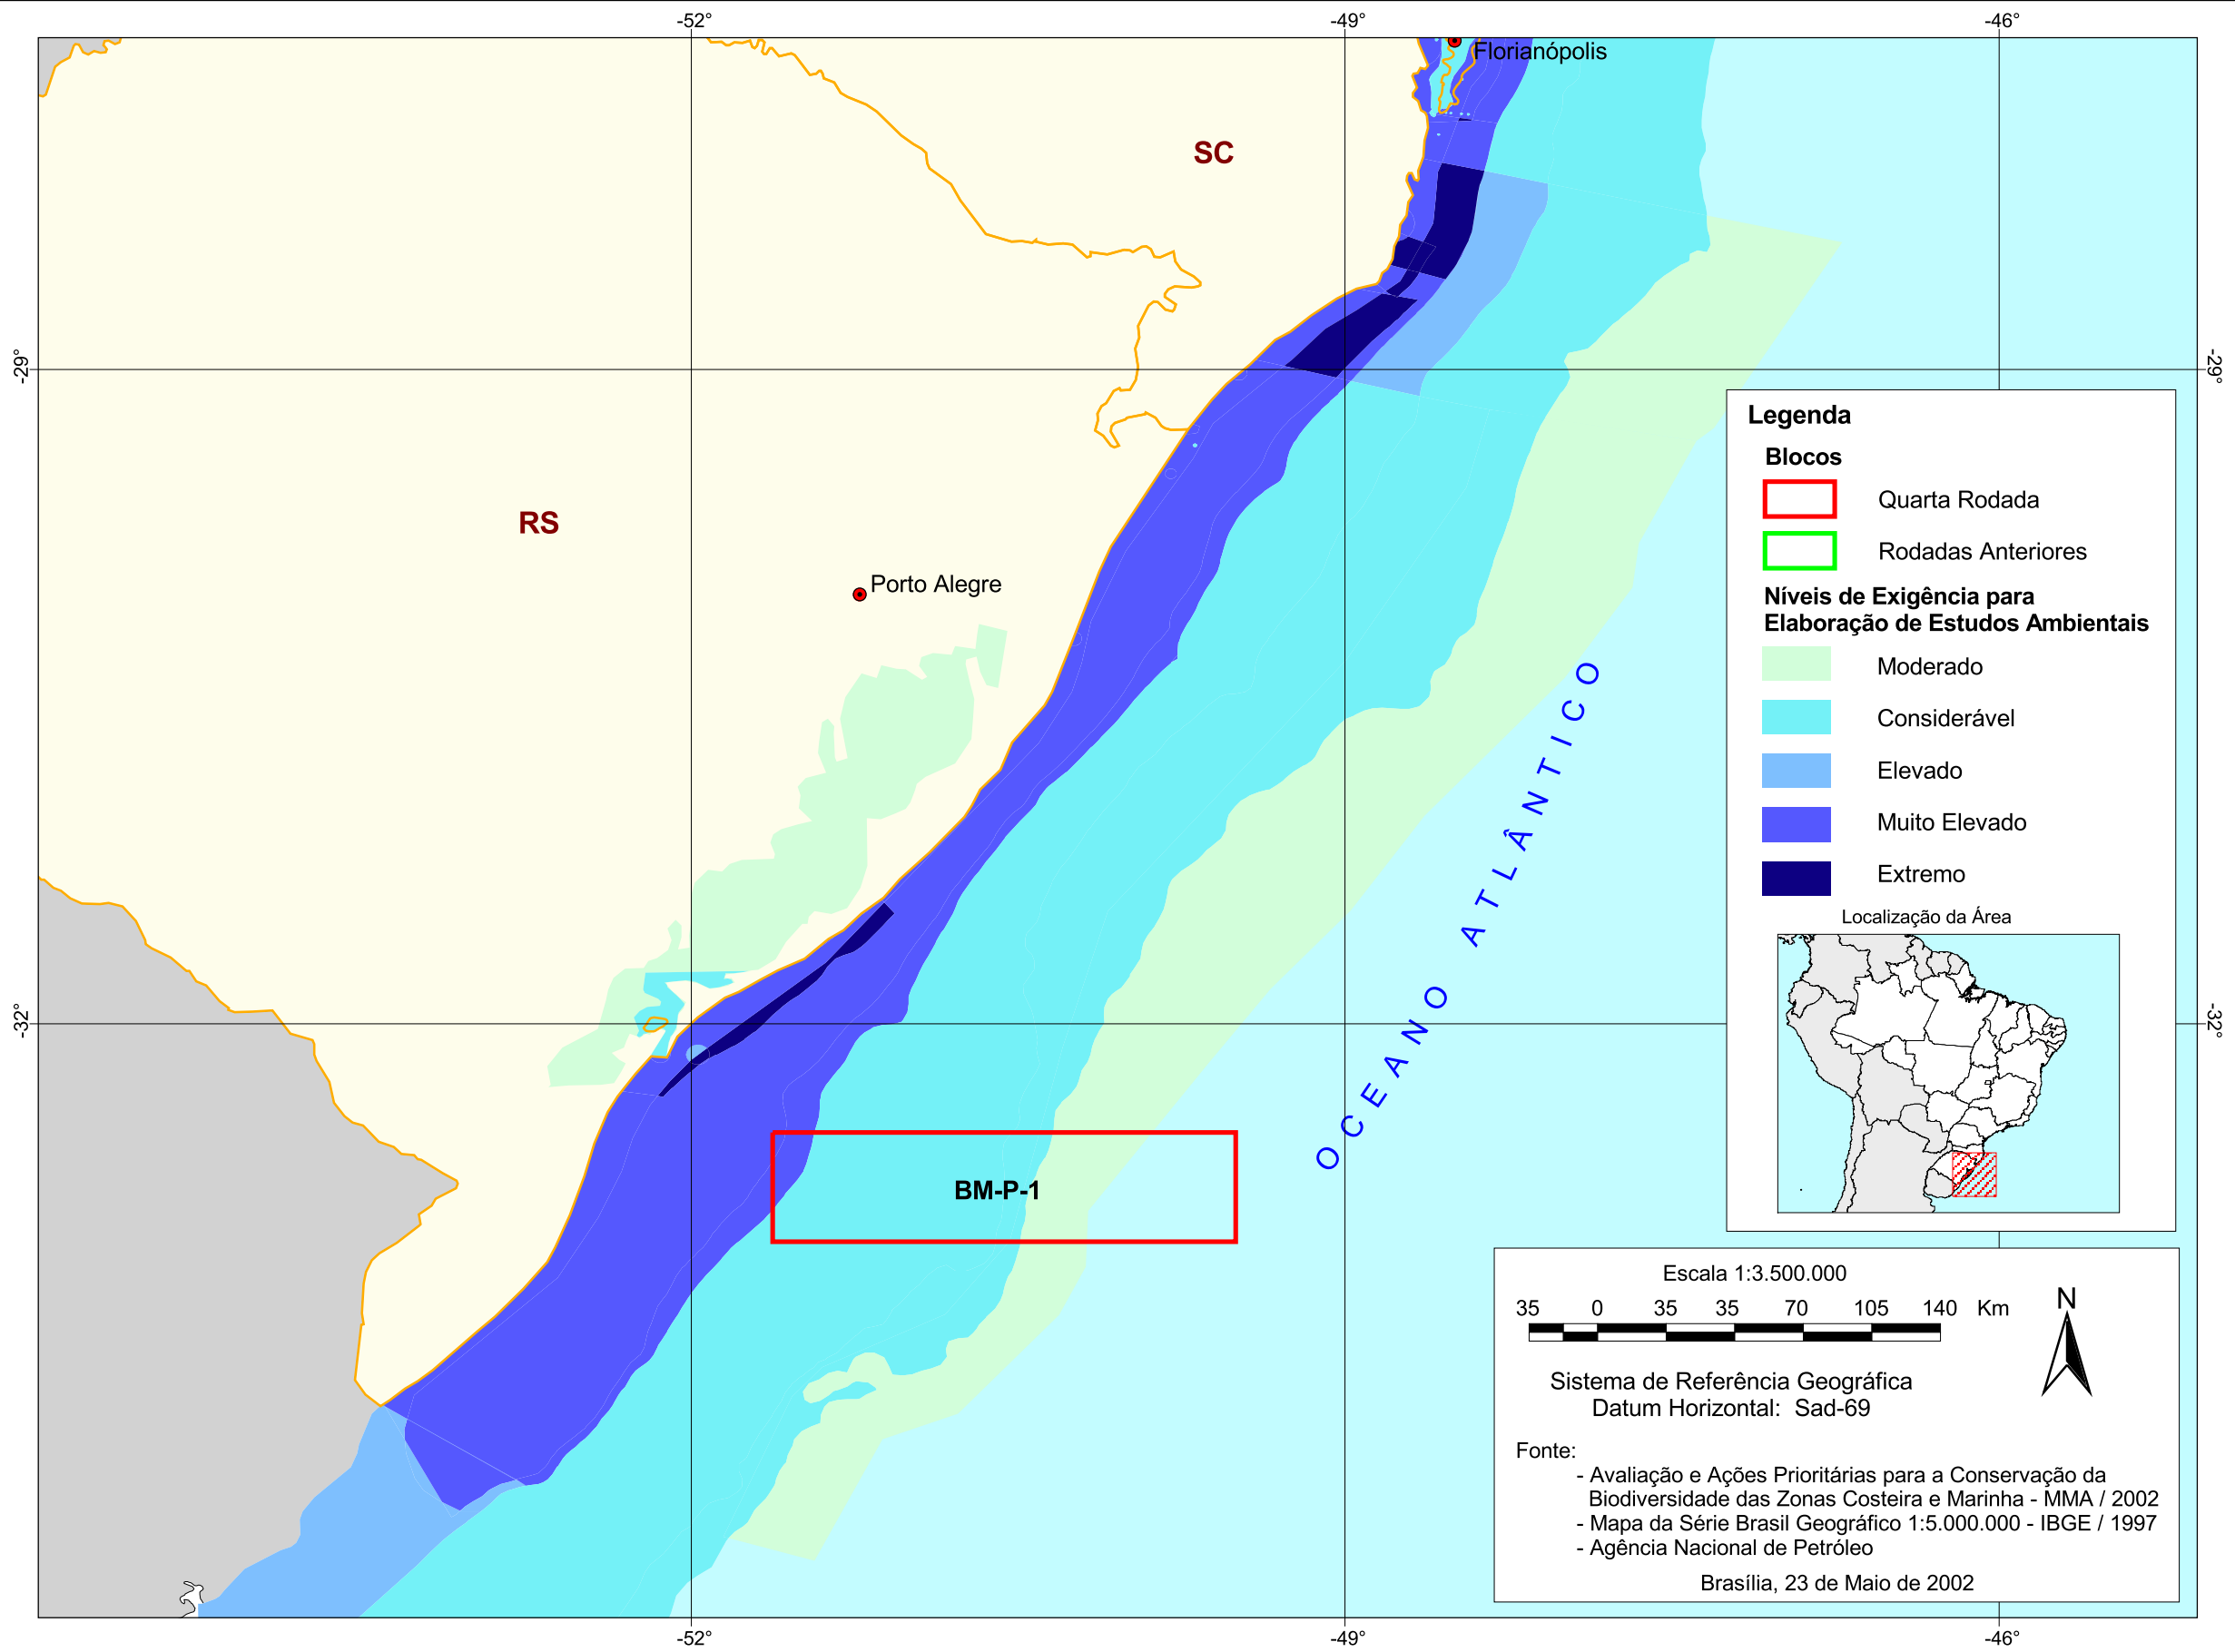 -52°
-49°
-46°
Florianópolis
SC
-29°
-29°
Legenda
Blocos
Quarta Rodada
RS
Rodadas Anteriores
Porto Alegre
Níveis de Exigência para
Elaboração de Estudos Ambientais
Moderado
Considerável
Elevado
Muito Elevado
Extremo
OCEANO ATLÂNTICO
Localização da Área
-32°
-32°
BM-P-1
Escala 1:3.500.000
35 0 35 35 70 105 140 Km
N
Sistema de Referência Geográfica
Datum Horizontal: Sad-69
Fonte:
- Avaliação e Ações Prioritárias para a Conservação da
Biodiversidade das Zonas Costeira e Marinha - MMA / 2002
- Mapa da Série Brasil Geográfico 1:5.000.000 - IBGE / 1997
- Agência Nacional de Petróleo
Brasília, 23 de Maio de 2002
-52°
-49°
-46°